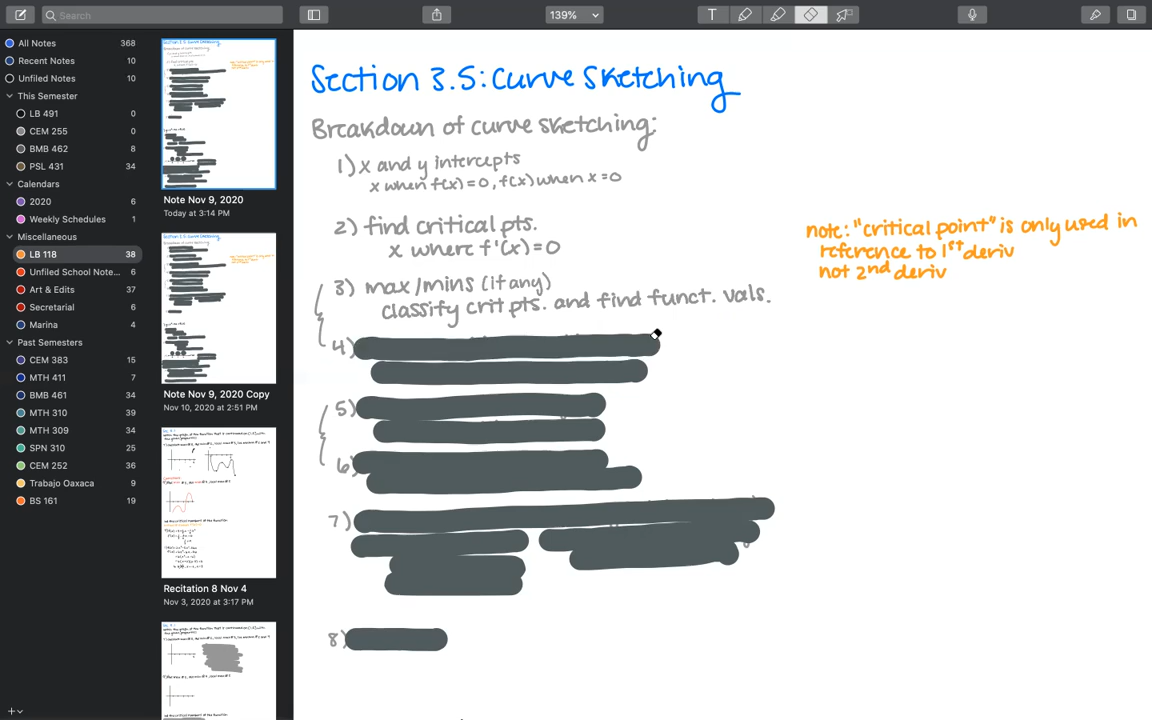 Search
139%
T
All Notes 368
Recent Notes 10
Unfiled Notes 10
This Semester
LB 491 0
CEM 255 0
BMB 462 8
PSL 431 34
Calendars
2020 6
Weekly Schedules 1
Miscellaneous
LB 118 38
Unfiled School Note... 6
Art & Edits 37
Secretarial 6
Marina 4
Past Semesters
CEM 383 15
MTH 411 7
BMB 461 34
MTH 310 39
MTH 309 34
SPN 310 25
CEM 252 6
Trabajo Oaxaca 9
BS 161 19
Note Nov 9, 2020
Today at 3:14 PM
Note Nov 9, 2020 Copy
Nov 10, 2020 at 2:51 PM
Recitation 8 Nov 4
Nov 3, 2020 at 3:17 PM
Section 3.5: Curve Sketching
Breakdown of curve sketching:
1) x and y intercepts
x when f(x)=0, f(x) when x=0
2) find critical pts.
x where f'(x)=0
3) max/mins (if any)
classify crit pts. and find funct. vals.
4)
5)
6)
7)
8)
note: "critical point" is only used in
reference to 1st deriv
not 2nd deriv